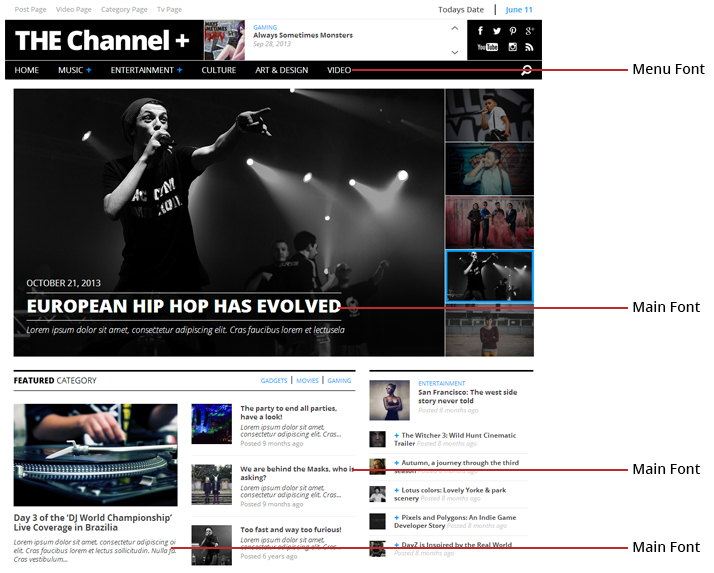 Post Page Video Page Category Page Tv Page
Todays Date | June 11
THE Channel +
GAMING
Always Sometimes Monsters
Sep 28, 2013
You Tube
HOME MUSIC + ENTERTAINMENT + CULTURE ART & DESIGN VIDEO
Menu Font
OCTOBER 21, 2013
EUROPEAN HIP HOP HAS EVOLVED
Main Font
Lorem ipsum dolor sit amet, consectetur adipiscing elit. Cras faucibus lorem et lectusela
FEATURED CATEGORY
GADGETS | MOVIES | GAMING
Day 3 of the ‘DJ World Championship’
Live Coverage in Brazilia
Lorem ipsum dolor sit amet, consectetur adipiscing
elit. Cras faucibus lorem et lectus sollicitudin. Nulla
Cras vestibulum...
The party to end all parties,
have a look!
Lorem ipsum dolor sit amet,
consectetur adipiscing elit. Cras...
Posted 9 months ago
We are behind the Masks, who is
asking?
Lorem ipsum dolor sit amet,
consectetur adipiscing elit. Cras...
Posted 9 months ago
Too fast and way too furious!
Lorem ipsum dolor sit amet,
consectetur adipiscing elit. Cras...
Posted 6 years ago
ENTERTAINMENT
San Francisco: The west side
story never told
Posted 8 months ago
+ The Witcher 3: Wild Hunt Cinematic
Trailer Posted 8 months ago
+ Autumn, a journey through the third
season Posted 8 months ago
Main Font
+ Lotus colors: Lovely Yorke & park
scenery Posted 8 months ago
+ Pixels and Polygons: An Indie Game
Developer Story Posted 8 months ago
+ DayZ is Inspired by the Real World
Posted 8 months ago
Main Font